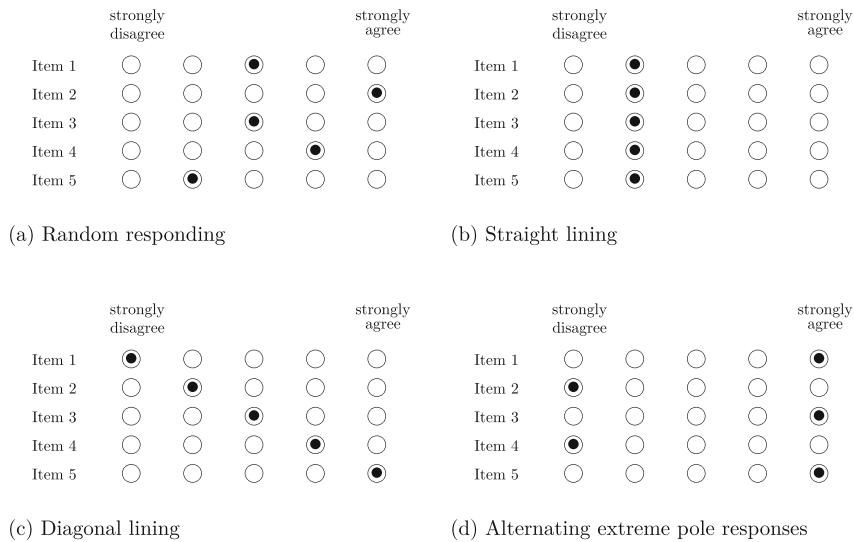 strongly disagree
strongly agree
Item 1
Item 2
Item 3
Item 4
Item 5
(a) Random responding
strongly disagree
strongly agree
Item 1
Item 2
Item 3
Item 4
Item 5
(b) Straight lining
strongly disagree
strongly agree
Item 1
Item 2
Item 3
Item 4
Item 5
(c) Diagonal lining
strongly disagree
strongly agree
Item 1
Item 2
Item 3
Item 4
Item 5
(d) Alternating extreme pole responses